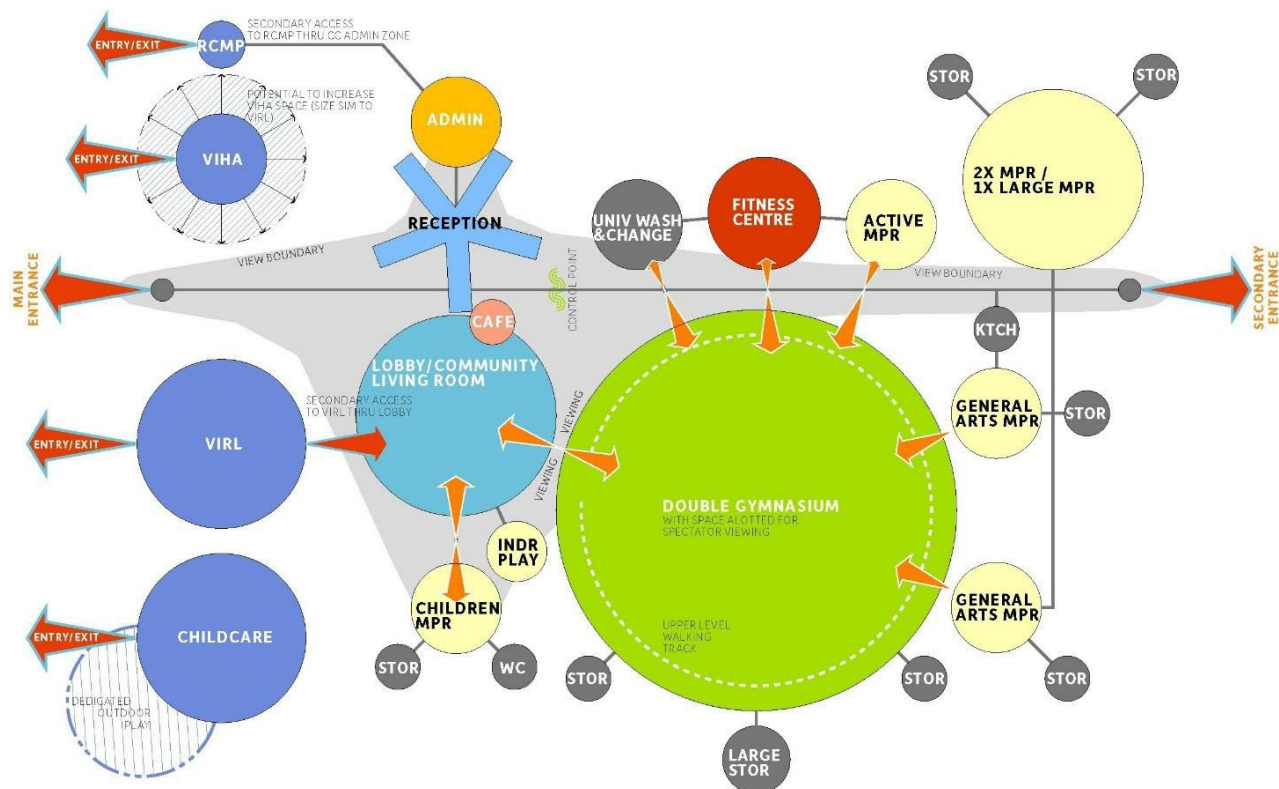 ENTRY/EXIT
RCMP
SECONDARY ACCESS
TO RCMP THRU CC ADMIN ZONE
POTENTIAL TO INCREASE
VIHA SPACE (SIZE SIM TO
VIRL)
ENTRY/EXIT
VIHA
ADMIN
RECEPTION
STOR
STOR
2X MPR /
1X LARGE MPR
UNIV WASH
&CHANGE
FITNESS
CENTRE
ACTIVE
MPR
VIEW BOUNDARY
VIEW BOUNDARY
MAIN
ENTRANCE
CONTROL POINT
SECONDARY
ENTRANCE
CAFE
KTCH
LOBBY/COMMUNITY
LIVING ROOM
SECONDARY ACCESS
TO VIRL THRU LOBBY
ENTRY/EXIT
VIRL
VIEWING
VIEWING
GENERAL
ARTS MPR
STOR
DOUBLE GYMNASIUM
WITH SPACE ALOTTED FOR
SPECTATOR VIEWING
INDR
PLAY
CHILDREN
MPR
STOR
WC
ENTRY/EXIT
CHILDCARE
DEDICATED
OUTDOOR
PLAY
UPPER LEVEL
WALKING
TRACK
GENERAL
ARTS MPR
STOR
STOR
STOR
LARGE
STOR